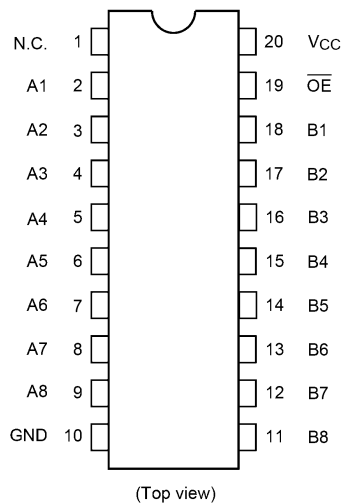 N.C. 1 20 VCC
A1 2 19 OE
A2 3 18 B1
A3 4 17 B2
A4 5 16 B3
A5 6 15 B4
A6 7 14 B5
A7 8 13 B6
A8 9 12 B7
GND 10 11 B8
(Top view)